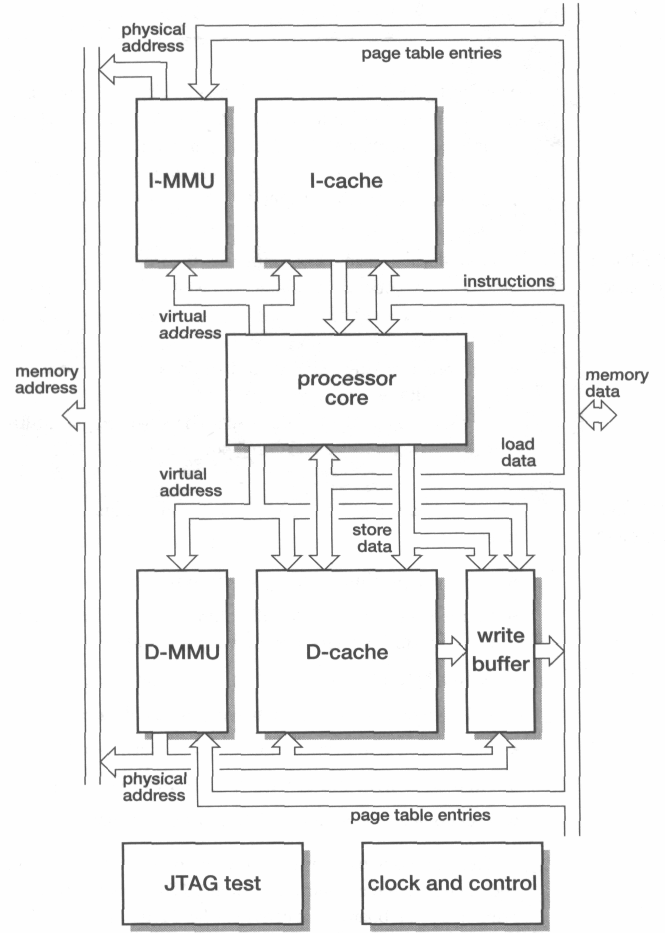 physical
address
page table entries
I-MMU
I-cache
instructions
virtual
address
processor
core
memory
address
memory
data
load
data
virtual
address
store
data
D-MMU
D-cache
write
buffer
physical
address
page table entries
JTAG test
clock and control